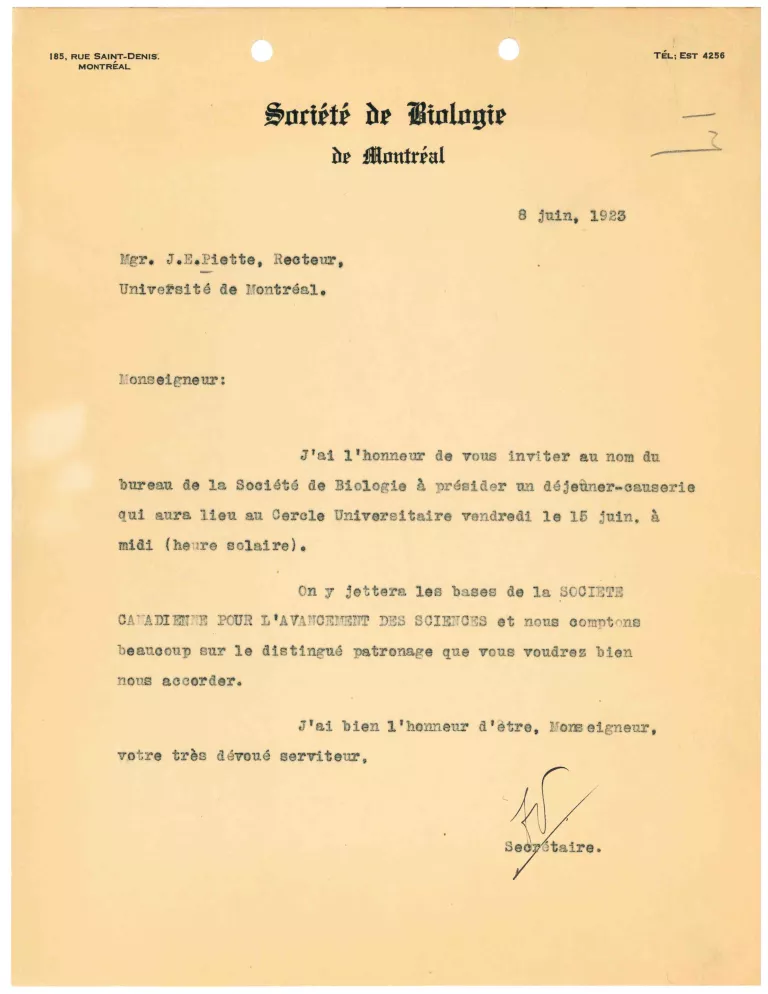 185, RUE SAINT-DENIS.
MONTRÉAL
TÉL; EST 4256
Société de Biologie
de Montréal
8 juin, 1923
Mgr. J.E.Piette, Recteur,
Université de Montréal.
Monseigneur:
J'ai l'honneur de vous inviter au nom du
bureau de la Société de Biologie à présider un déjeûner-causerie
qui aura lieu au Cercle Universitaire vendredi le 15 juin, à
midi (heure solaire).
On y jettera les bases de la SOCIETE
CANADIENNE POUR L'AVANCEMENT DES SCIENCES et nous comptons
beaucoup sur le distingué patronage que vous voudrez bien
nous accorder.
J'ai bien l'honneur d'être, Monseigneur,
votre très dévoué serviteur,
Secrétaire.